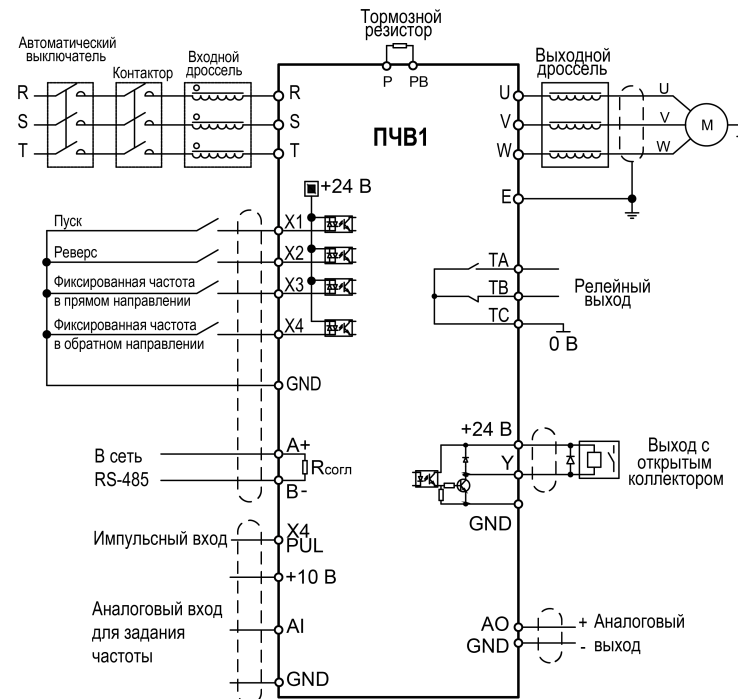 Тормозной
резистор
P PB
Автоматический
выключатель
Контактор
Входной
дроссель
Выходной
дроссель
R R U U
S S V V M
T T W W
ПЧВ1
+24 В
E
Пуск X1
Реверс X2
Фиксированная частота
в прямом направлении
X3
Фиксированная частота
в обратном направлении
X4
GND
TA
TB
TC
Релейный
выход
0 В
В сеть
RS-485
A+
Rсогл
B-
+24 В
Y
GND
Выход с
открытым
коллектором
Импульсный вход
X4
PUL
+10 В
Аналоговый вход
для задания
частоты
AI
GND
AO + Аналоговый
GND - выход